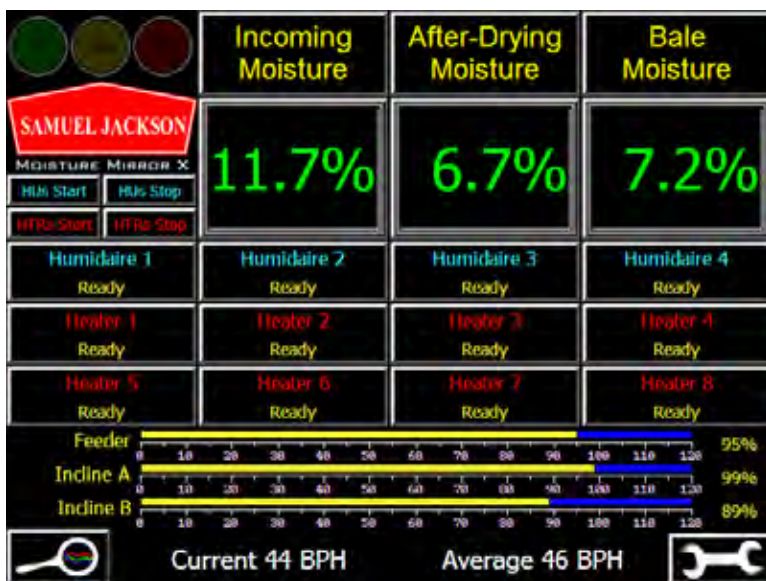 Incoming Moisture
After-Drying Moisture
Bale Moisture
SAMUEL JACKSON
MOISTURE MIRROR X
HUs Start HUs Stop
HTRs Start HTRs Stop
11.7% 6.7% 7.2%
Humidaire 1 Humidaire 2 Humidaire 3 Humidaire 4
Ready Ready Ready Ready
Heater 1 Heater 2 Heater 3 Heater 4
Ready Ready Ready Ready
Heater 5 Heater 6 Heater 7 Heater 8
Ready Ready Ready Ready
Feeder 95%
0 10 20 30 40 50 60 70 80 90 100 110 120
Incline A 99%
0 10 20 30 40 50 60 70 80 90 100 110 120
Incline B 89%
0 10 20 30 40 50 60 70 80 90 100 110 120
Current 44 BPH Average 46 BPH